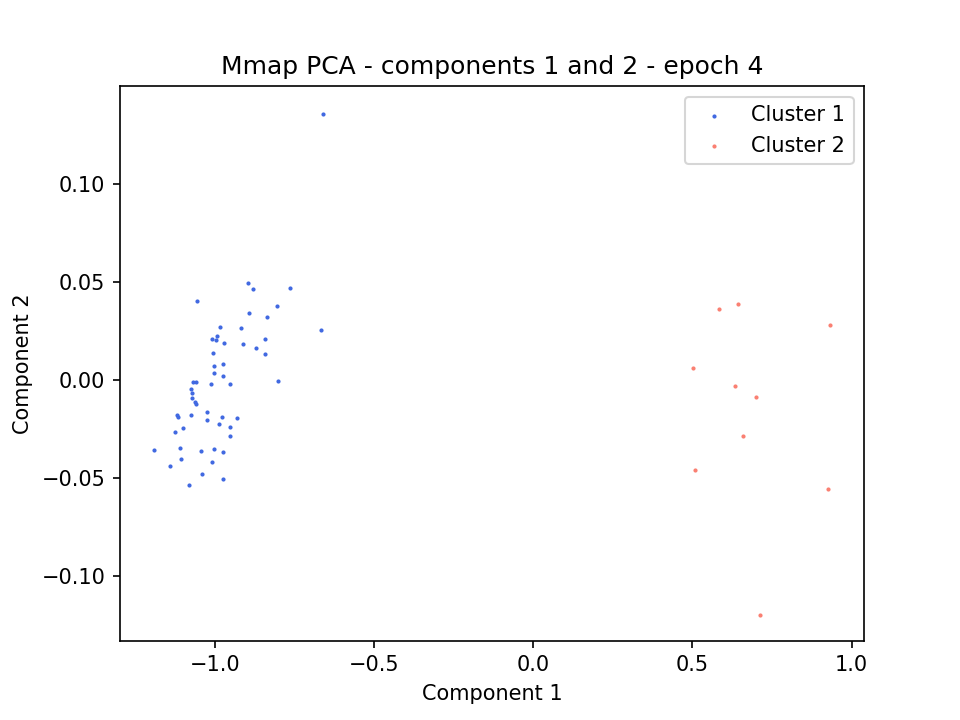 Mmap PCA - components 1 and 2 - epoch 4
Cluster 1
Cluster 2
0.10
0.05
0.00
−0.05
−0.10
Component 2
−1.0
−0.5
0.0
0.5
1.0
Component 1